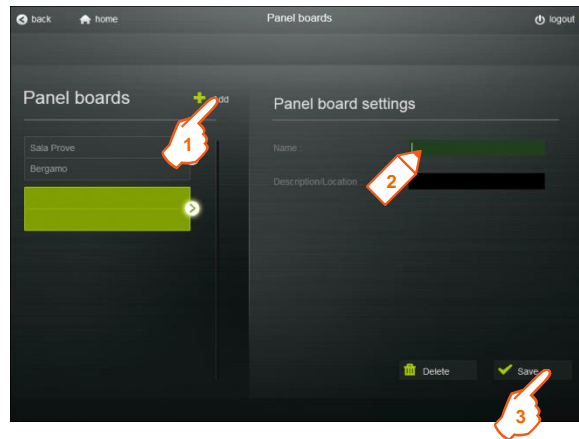 back
home
Panel boards
logout
Panel boards
Add
Panel board settings
Sala Prove
Bergamo
Name :
Description/Location :
Delete
Save
1
2
3